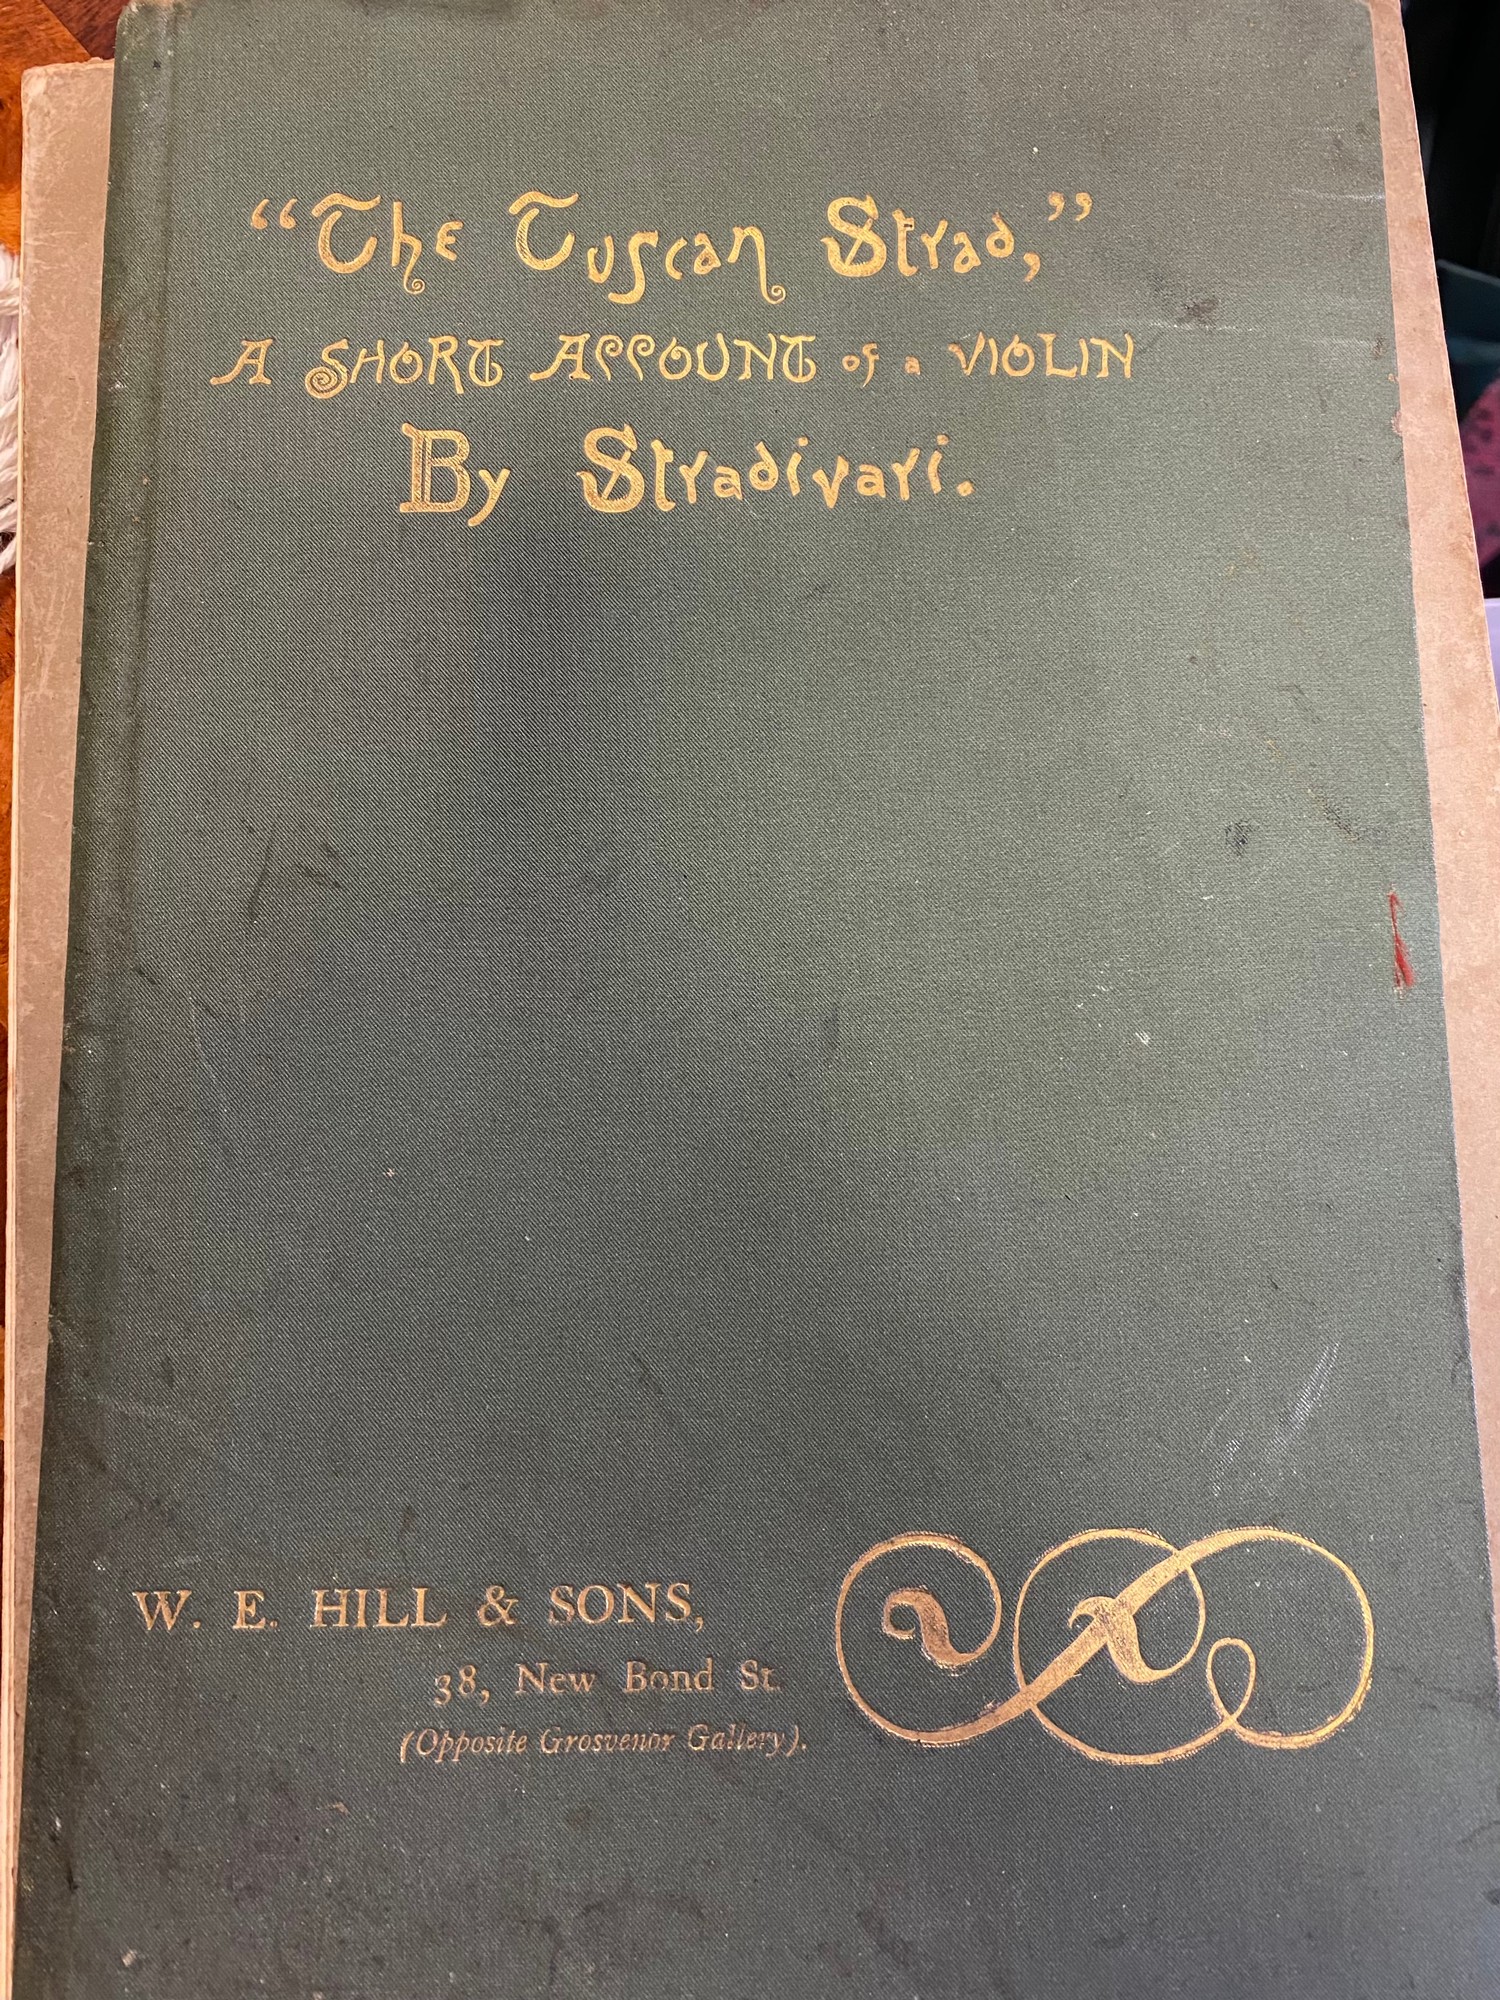 “The Tuscan Strad,”
A SHORT ACCOUNT of a VIOLIN
By Stradivari.
W. E. HILL & SONS,
38, New Bond St.
(Opposite Grosvenor Gallery).